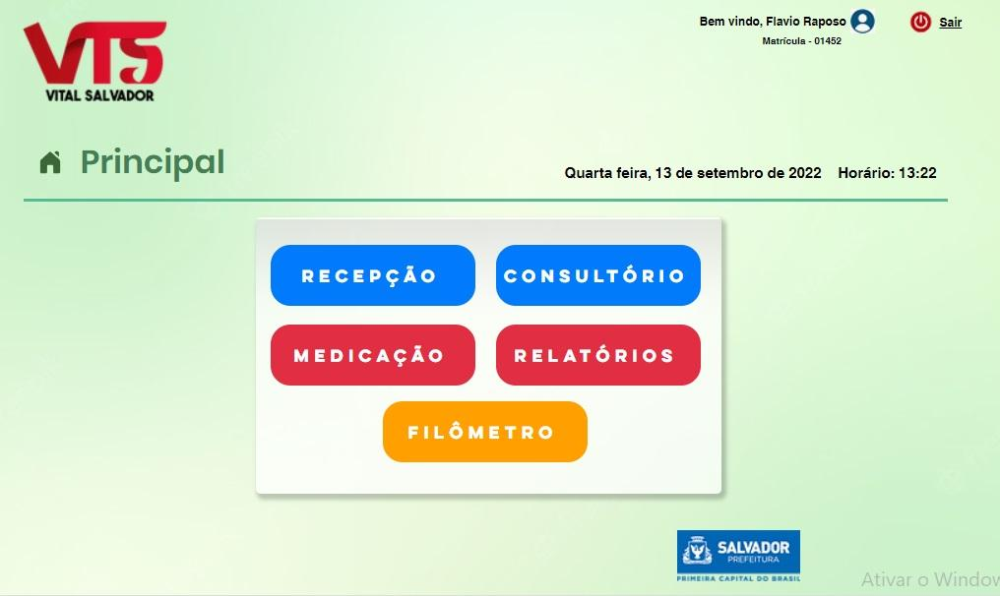 Bem vindo, Flavio Raposo
Sair
Matrícula - 01452
VTS
VITAL SALVADOR
Principal
Quarta feira, 13 de setembro de 2022 Horário: 13:22
RECEPÇÃO
CONSULTÓRIO
MEDICAÇÃO
RELATÓRIOS
FILÔMETRO
SALVADOR
PREFEITURA
PRIMEIRA CAPITAL DO BRASIL
Ativar o Window